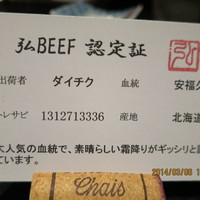 弘BEEF 認定証
出荷者 ダイチク 血統 安福久
トレサビ 1312713336 産地 北海道
大人気の血統で、素晴らしい霜降りがギッシリと
ています。
Chais
2014/03/08